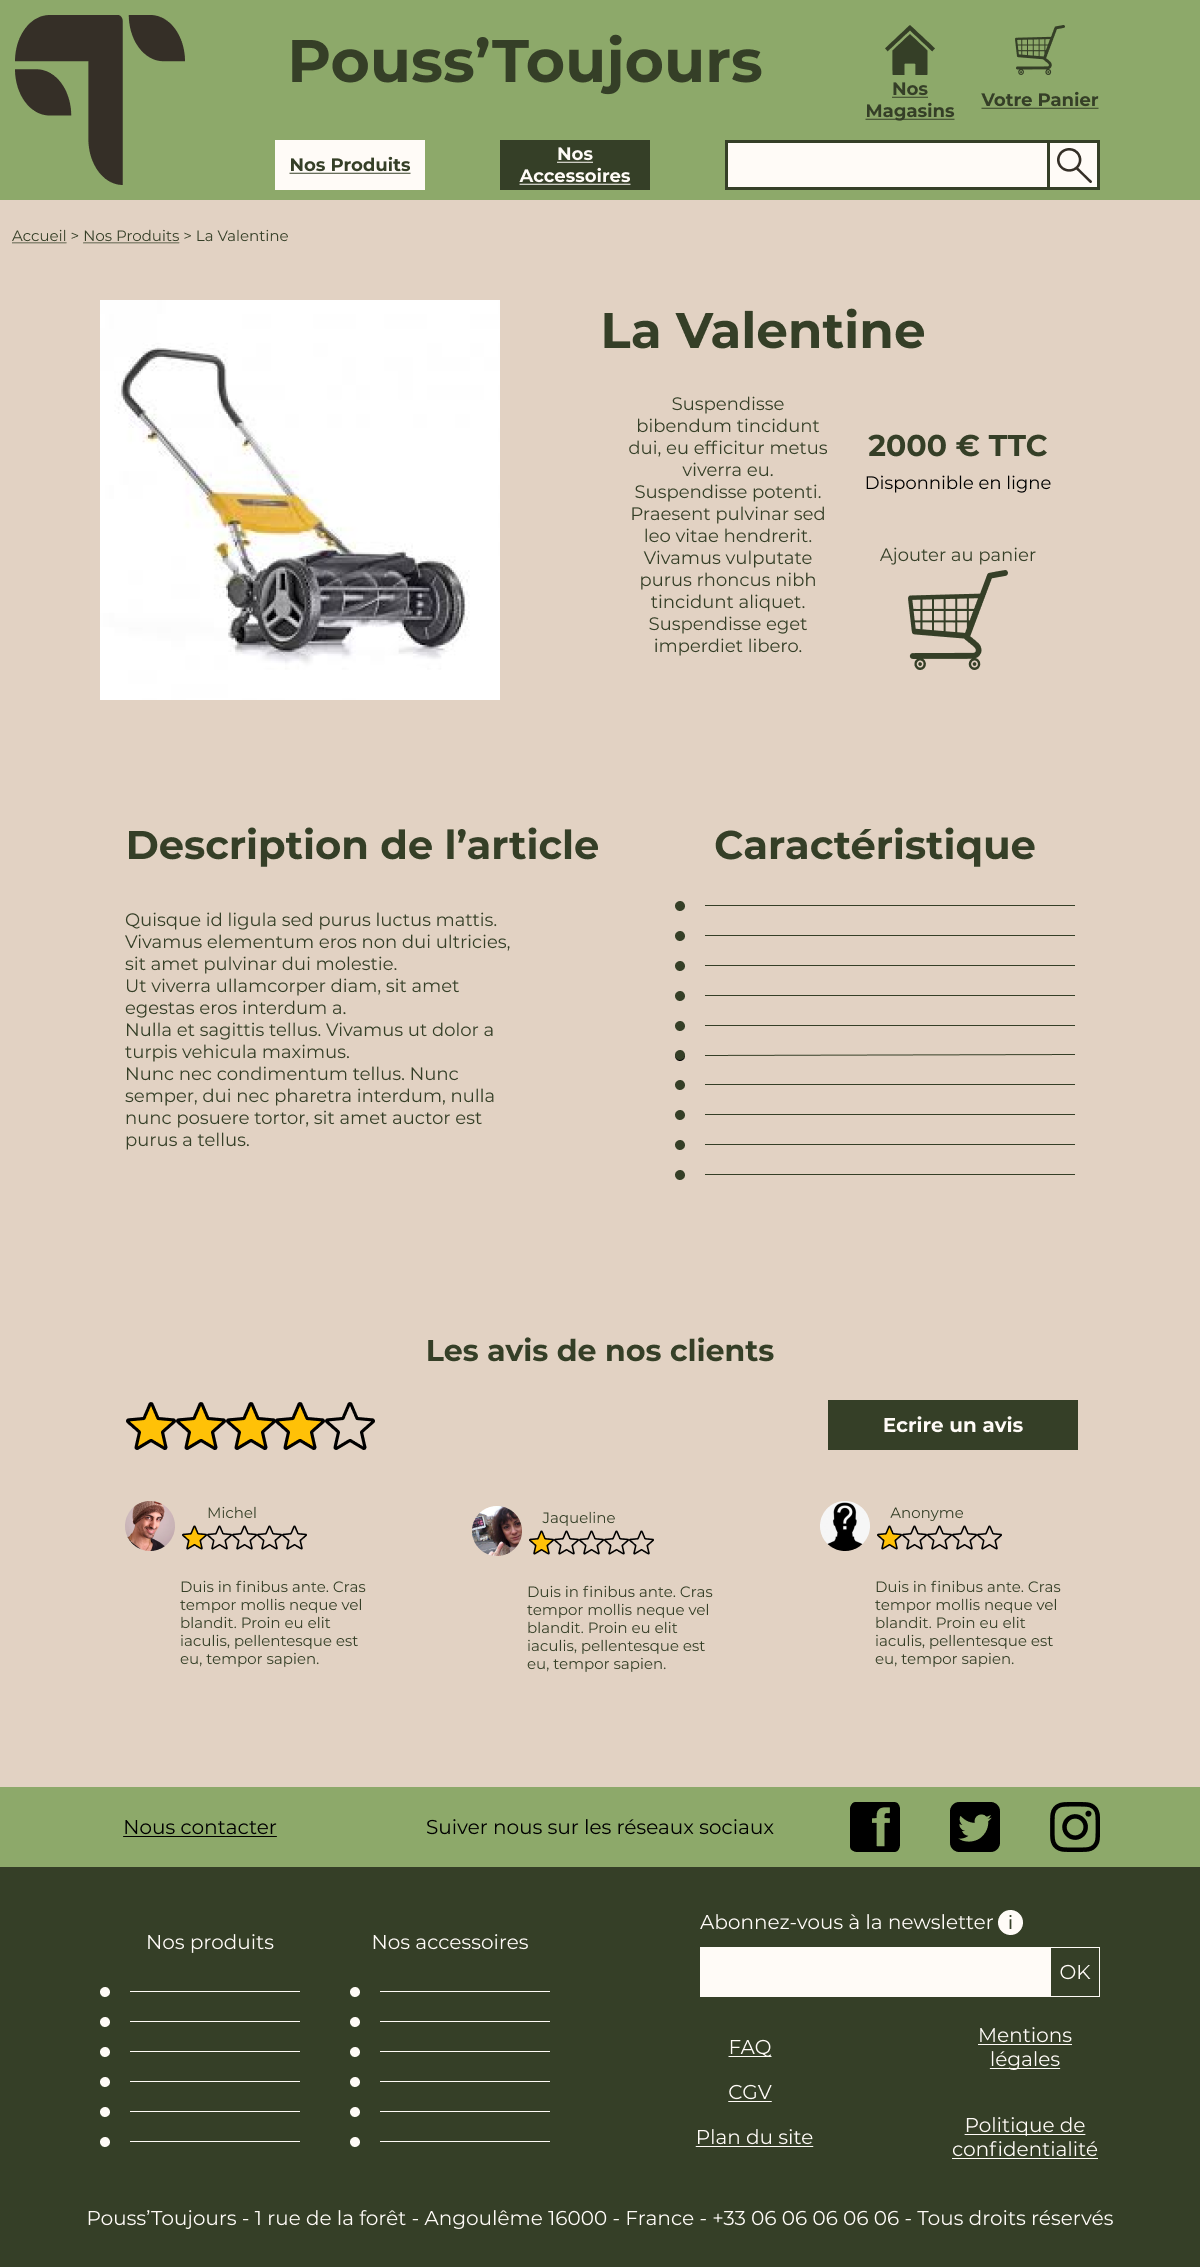 Pouss’Toujours
Nos
Magasins
Votre Panier
Nos Produits
Nos
Accessoires
Accueil > Nos Produits > La Valentine
La Valentine
Suspendisse
bibendum tincidunt
dui, eu efficitur metus
viverra eu.
Suspendisse potenti.
Praesent pulvinar sed
leo vitae hendrerit.
Vivamus vulputate
purus rhoncus nibh
tincidunt aliquet.
Suspendisse eget
imperdiet libero.
2000 € TTC
Disponnible en ligne
Ajouter au panier
Description de l’article
Quisque id ligula sed purus luctus mattis.
Vivamus elementum eros non dui ultricies,
sit amet pulvinar dui molestie.
Ut viverra ullamcorper diam, sit amet
egestas eros interdum a.
Nulla et sagittis tellus. Vivamus ut dolor a
turpis vehicula maximus.
Nunc nec condimentum tellus. Nunc
semper, dui nec pharetra interdum, nulla
nunc posuere tortor, sit amet auctor est
purus a tellus.
Caractéristique
Les avis de nos clients
Ecrire un avis
Michel
Duis in finibus ante. Cras
tempor mollis neque vel
blandit. Proin eu elit
iaculis, pellentesque est
eu, tempor sapien.
Jaqueline
Duis in finibus ante. Cras
tempor mollis neque vel
blandit. Proin eu elit
iaculis, pellentesque est
eu, tempor sapien.
?
Anonyme
Duis in finibus ante. Cras
tempor mollis neque vel
blandit. Proin eu elit
iaculis, pellentesque est
eu, tempor sapien.
Nous contacter
Suiver nous sur les réseaux sociaux
f
Nos produits
Nos accessoires
Abonnez-vous à la newsletter i
OK
FAQ
CGV
Plan du site
Mentions
légales
Politique de
confidentialité
Pouss’Toujours - 1 rue de la forêt - Angoulême 16000 - France - +33 06 06 06 06 06 - Tous droits réservés